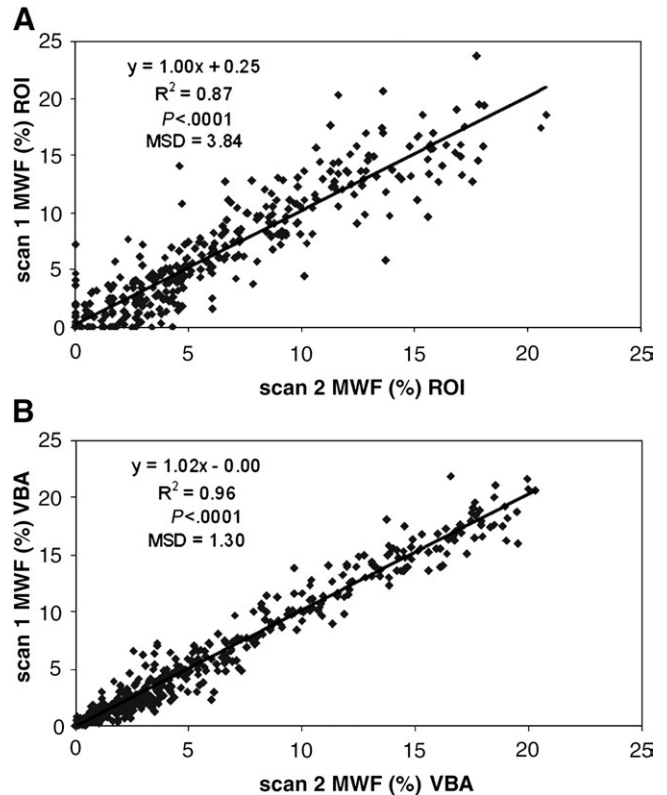 A
25
20
15
10
5
0
scan 1 MWF (%) ROI
y = 1.00x + 0.25
R² = 0.87
P<.0001
MSD = 3.84
0 5 10 15 20 25
scan 2 MWF (%) ROI
B
25
20
15
10
5
0
scan 1 MWF (%) VBA
y = 1.02x - 0.00
R² = 0.96
P<.0001
MSD = 1.30
0 5 10 15 20 25
scan 2 MWF (%) VBA